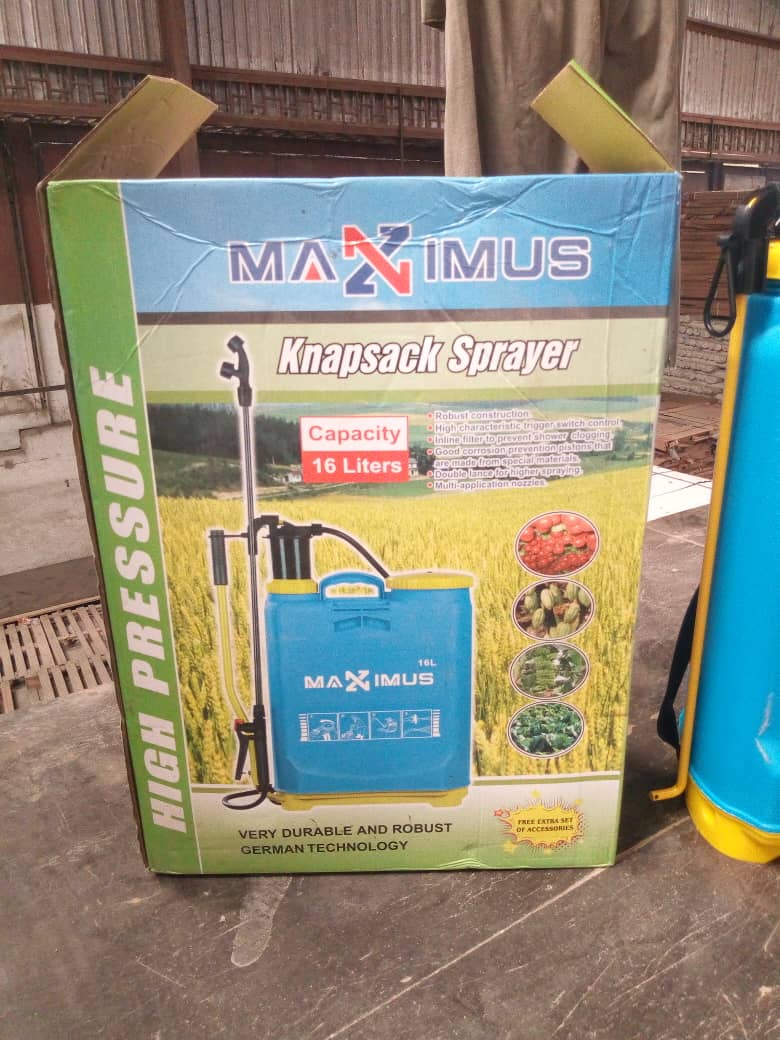 MAXIMUS
Knapsack Sprayer
HIGH PRESSURE
Capacity
16 Liters
Robust construction
High characteristic trigger switch control
Inline filter to prevent shower clogging
Good corrosion prevention pistons that
are made from special materials.
Double lance for higher spraying
Multi-application nozzles
16L
MAXIMUS
VERY DURABLE AND ROBUST
GERMAN TECHNOLOGY
FREE EXTRA SET
OF ACCESSORIES